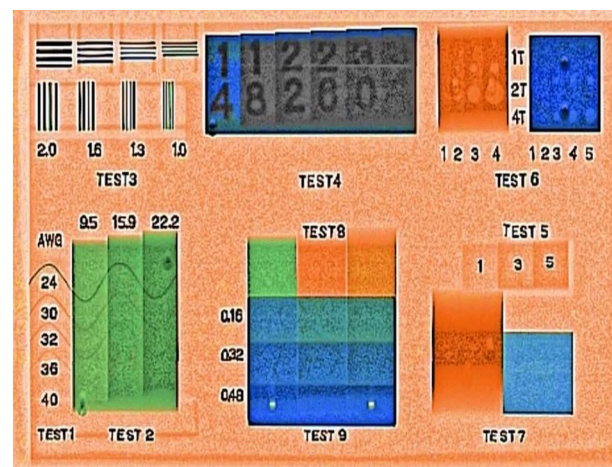 2.0 1.6 1.3 1.0
TEST3
1 1 2 2 3
4 8 2 6 0
TEST4
1T
2T
4T
1 2 3 4
1 2 3 4 5
TEST 6
9.5 15.9 22.2
AWG
24
30
32
36
40
TEST1 TEST 2
TEST8
0.16
0.32
0.48
TEST 9
TEST 5
1 3 5
TEST7